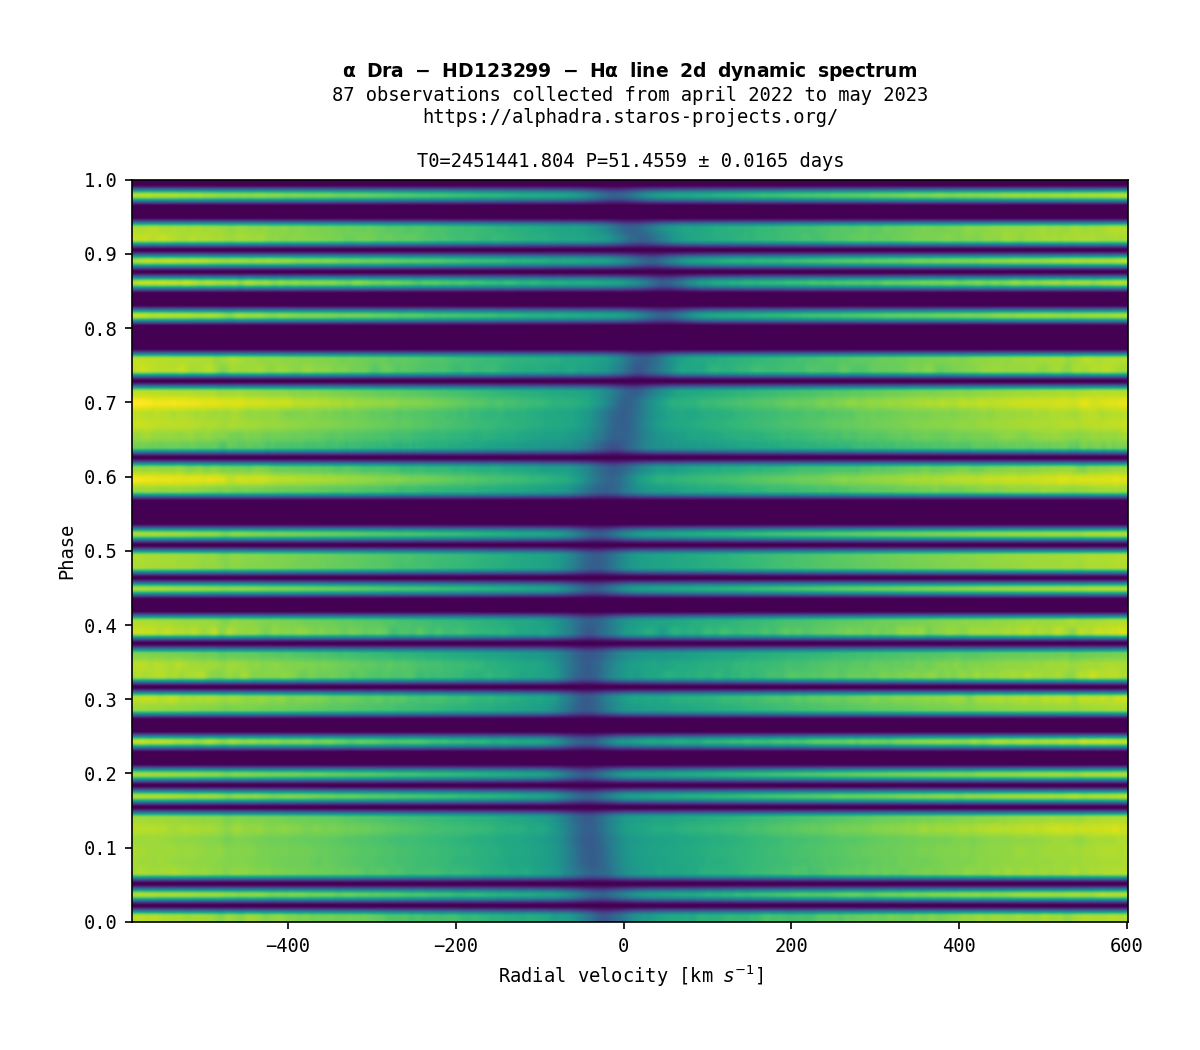 α Dra − HD123299 − Hα line 2d dynamic spectrum
87 observations collected from april 2022 to may 2023
https://alphadra.staros-projects.org/
T0=2451441.804 P=51.4559 ± 0.0165 days
1.0
0.9
0.8
0.7
0.6
0.5
0.4
0.3
0.2
0.1
0.0
Phase
−400 −200 0 200 400 600
Radial velocity [km s⁻¹]